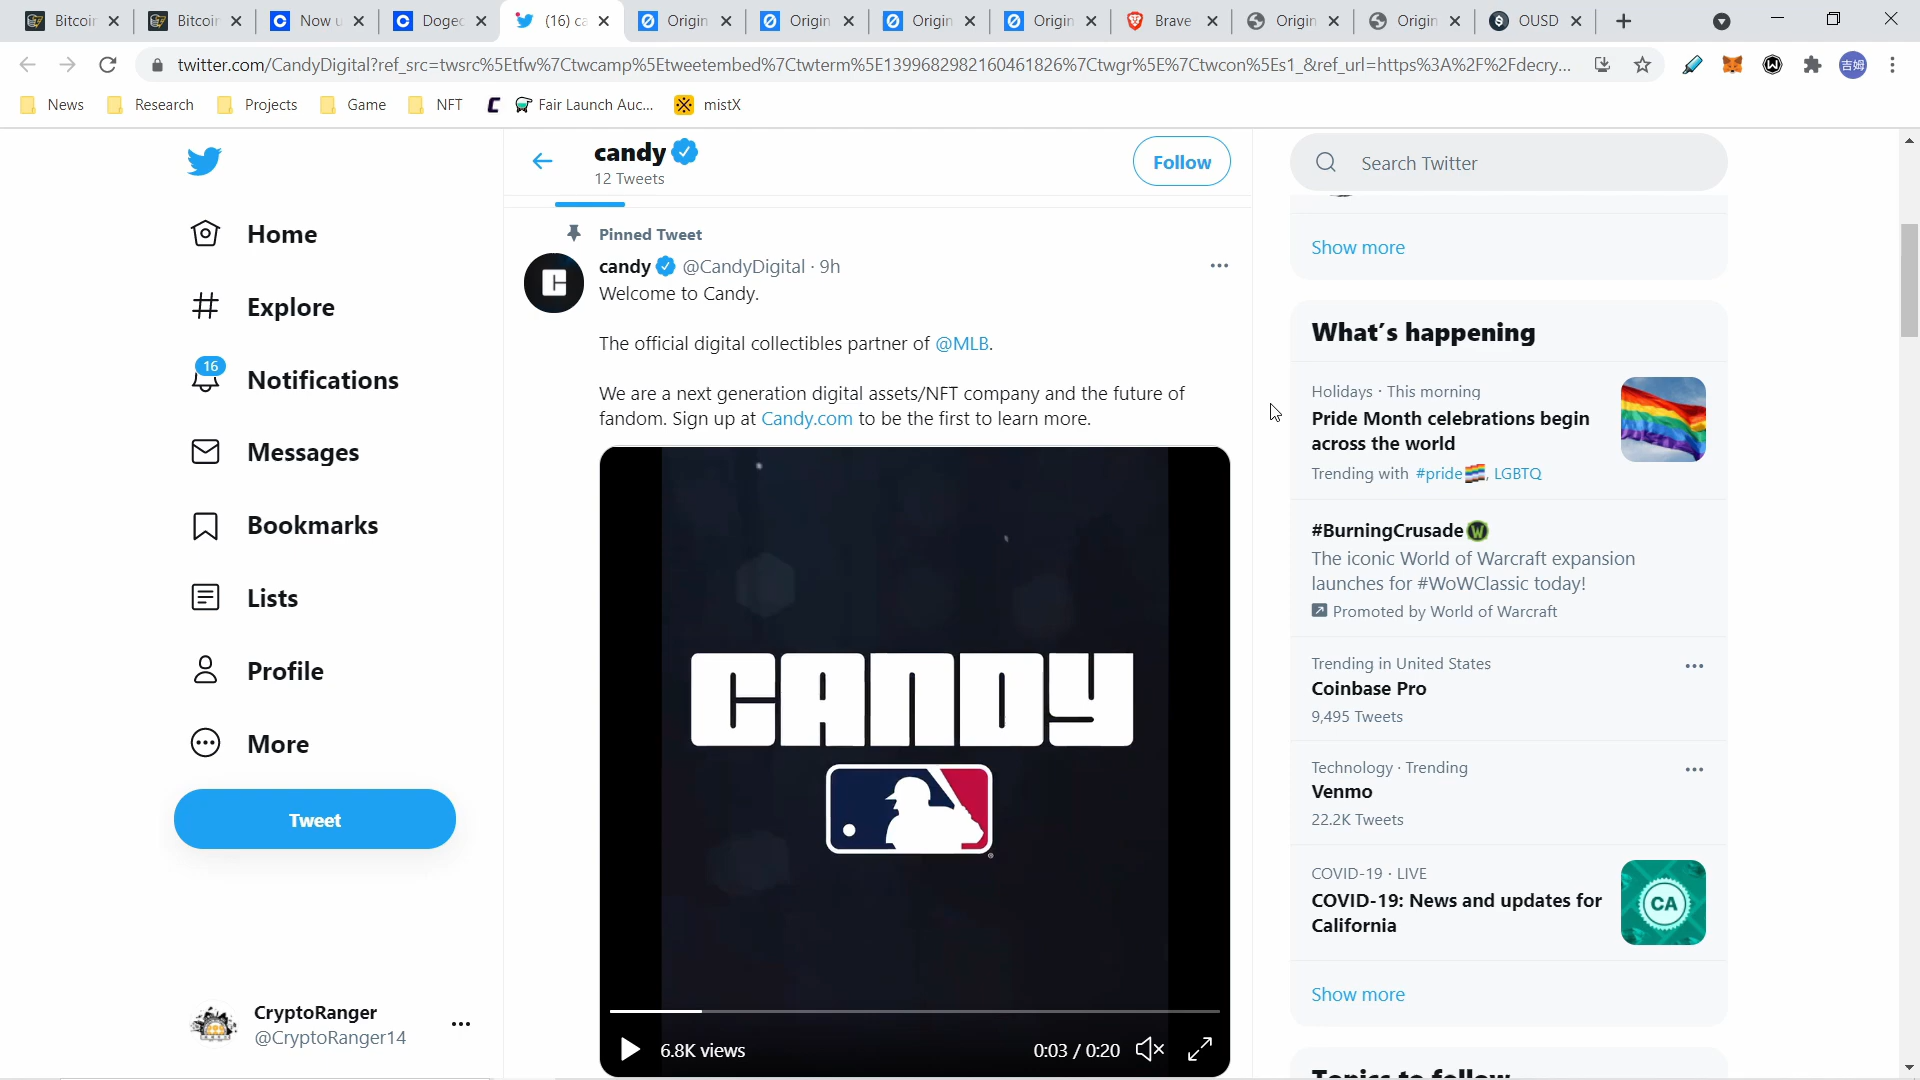 Bitcoin
Bitcoin
Now u
Dogec
(16) ca
Origin
Origin
Origin
Origin
Brave
Origin
Origin
OUSD
twitter.com/CandyDigital?ref_src=twsrc%5Etfw%7Ctwcamp%5Etweetembed%7Ctwterm%5E1399682982160461826%7Ctwgr%5E%7Ctwcon%5Es1_&ref_url=https%3A%2F%2Fdecry...
吉姆
News
Research
Projects
Game
NFT
Fair Launch Auc...
mistX
candy
12 Tweets
Follow
Search Twitter
Home
Explore
16
Notifications
Messages
Bookmarks
Lists
Profile
More
Tweet
CryptoRanger
@CryptoRanger14
Pinned Tweet
candy @CandyDigital · 9h
Welcome to Candy.
The official digital collectibles partner of @MLB.
We are a next generation digital assets/NFT company and the future of
fandom. Sign up at Candy.com to be the first to learn more.
CANDY
6.8K views
0:03 / 0:20
Show more
What's happening
Holidays · This morning
Pride Month celebrations begin
across the world
Trending with #pride, LGBTQ
#BurningCrusade
The iconic World of Warcraft expansion
launches for #WoWClassic today!
Promoted by World of Warcraft
Trending in United States
Coinbase Pro
9,495 Tweets
Technology · Trending
Venmo
22.2K Tweets
COVID-19 · LIVE
COVID-19: News and updates for
California
CA
Show more
Topics to follow